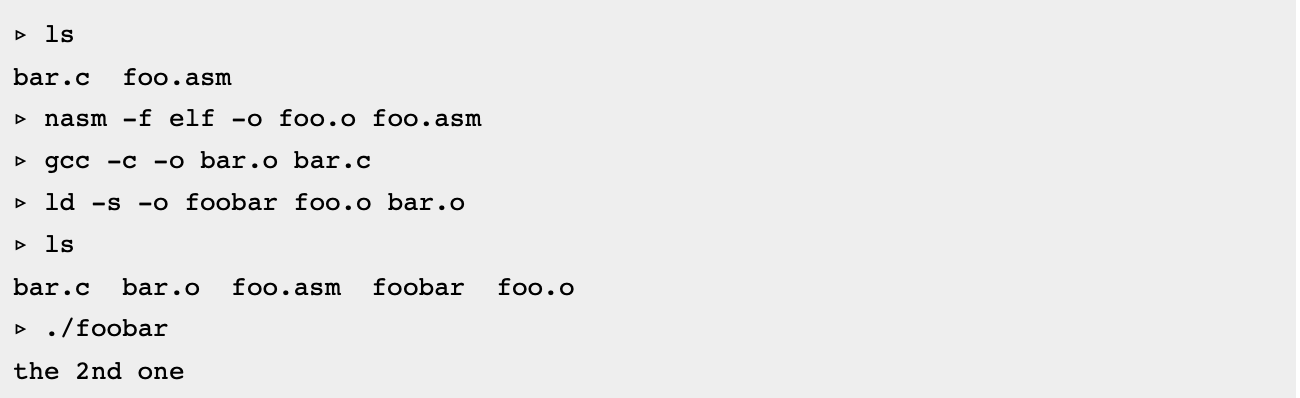 ▹ ls
bar.c  foo.asm
▹ nasm -f elf -o foo.o foo.asm
▹ gcc -c -o bar.o bar.c
▹ ld -s -o foobar foo.o bar.o
▹ ls
bar.c  bar.o  foo.asm  foobar  foo.o
▹ ./foobar
the 2nd one